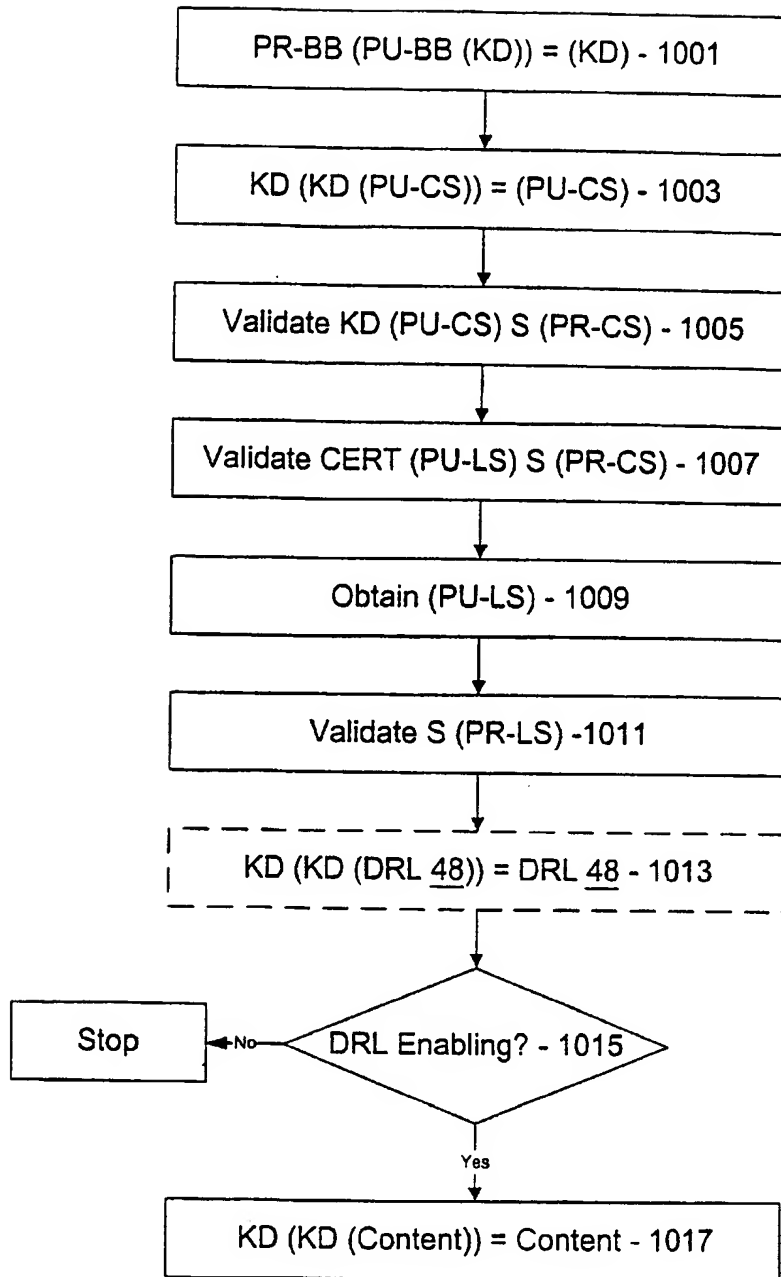 PR-BB (PU-BB (KD)) = (KD) - 1001
KD (KD (PU-CS)) = (PU-CS) - 1003
Validate KD (PU-CS) S (PR-CS) - 1005
Validate CERT (PU-LS) S (PR-CS) - 1007
Obtain (PU-LS) - 1009
Validate S (PR-LS) -1011
KD (KD (DRL 48)) = DRL 48 - 1013
DRL Enabling? - 1015
No
Stop
Yes
KD (KD (Content)) = Content - 1017